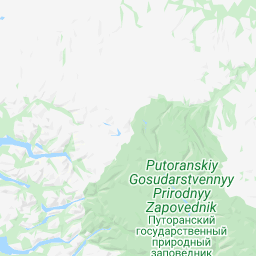 Putoranskiy
Gosudarstvennyy
Prirodnyy
Zapovednik
Путоранский
государственный
природный
заповедник